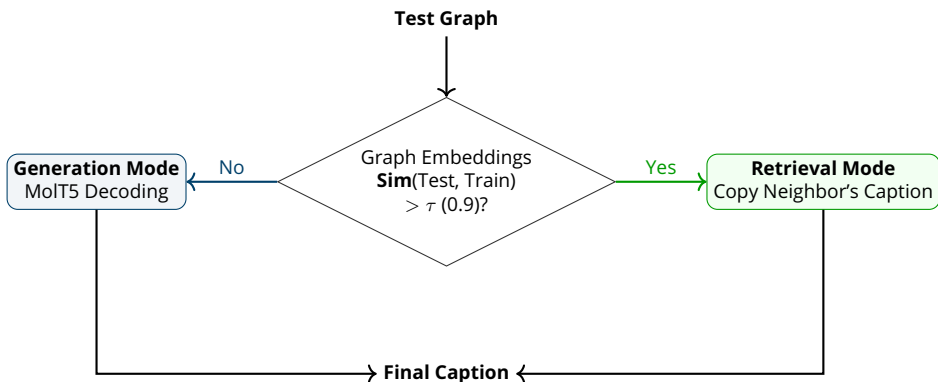 Test Graph
Graph Embeddings
Sim(Test, Train)
> τ (0.9)?
No
Yes
Generation Mode
MolT5 Decoding
Retrieval Mode
Copy Neighbor’s Caption
Final Caption